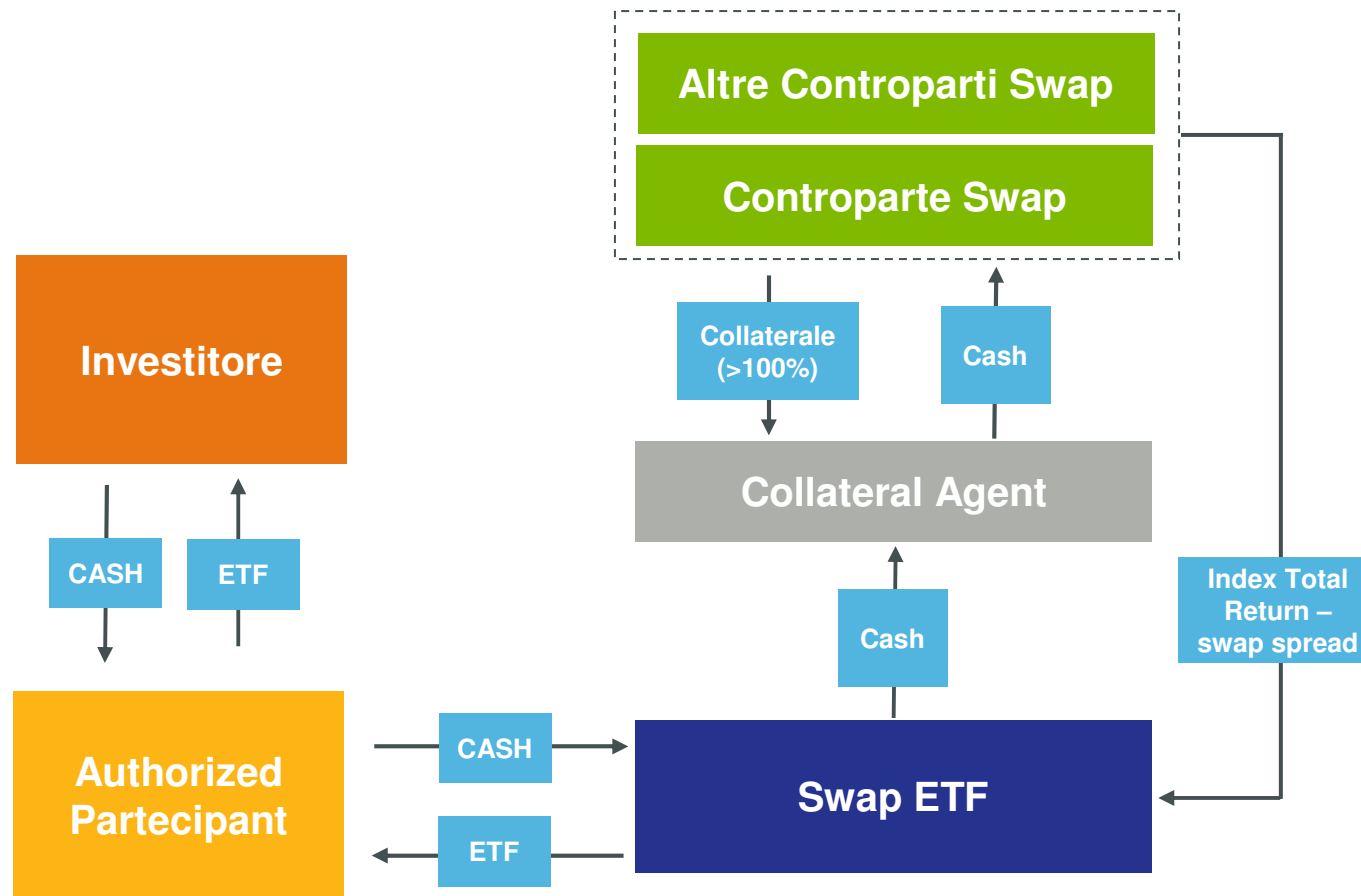 Altre Controparti Swap
Controparte Swap
Investitore
Collaterale
(>100%)
Cash
Collateral Agent
CASH
ETF
Cash
Index Total
Return –
swap spread
Authorized
Partecipant
CASH
ETF
Swap ETF